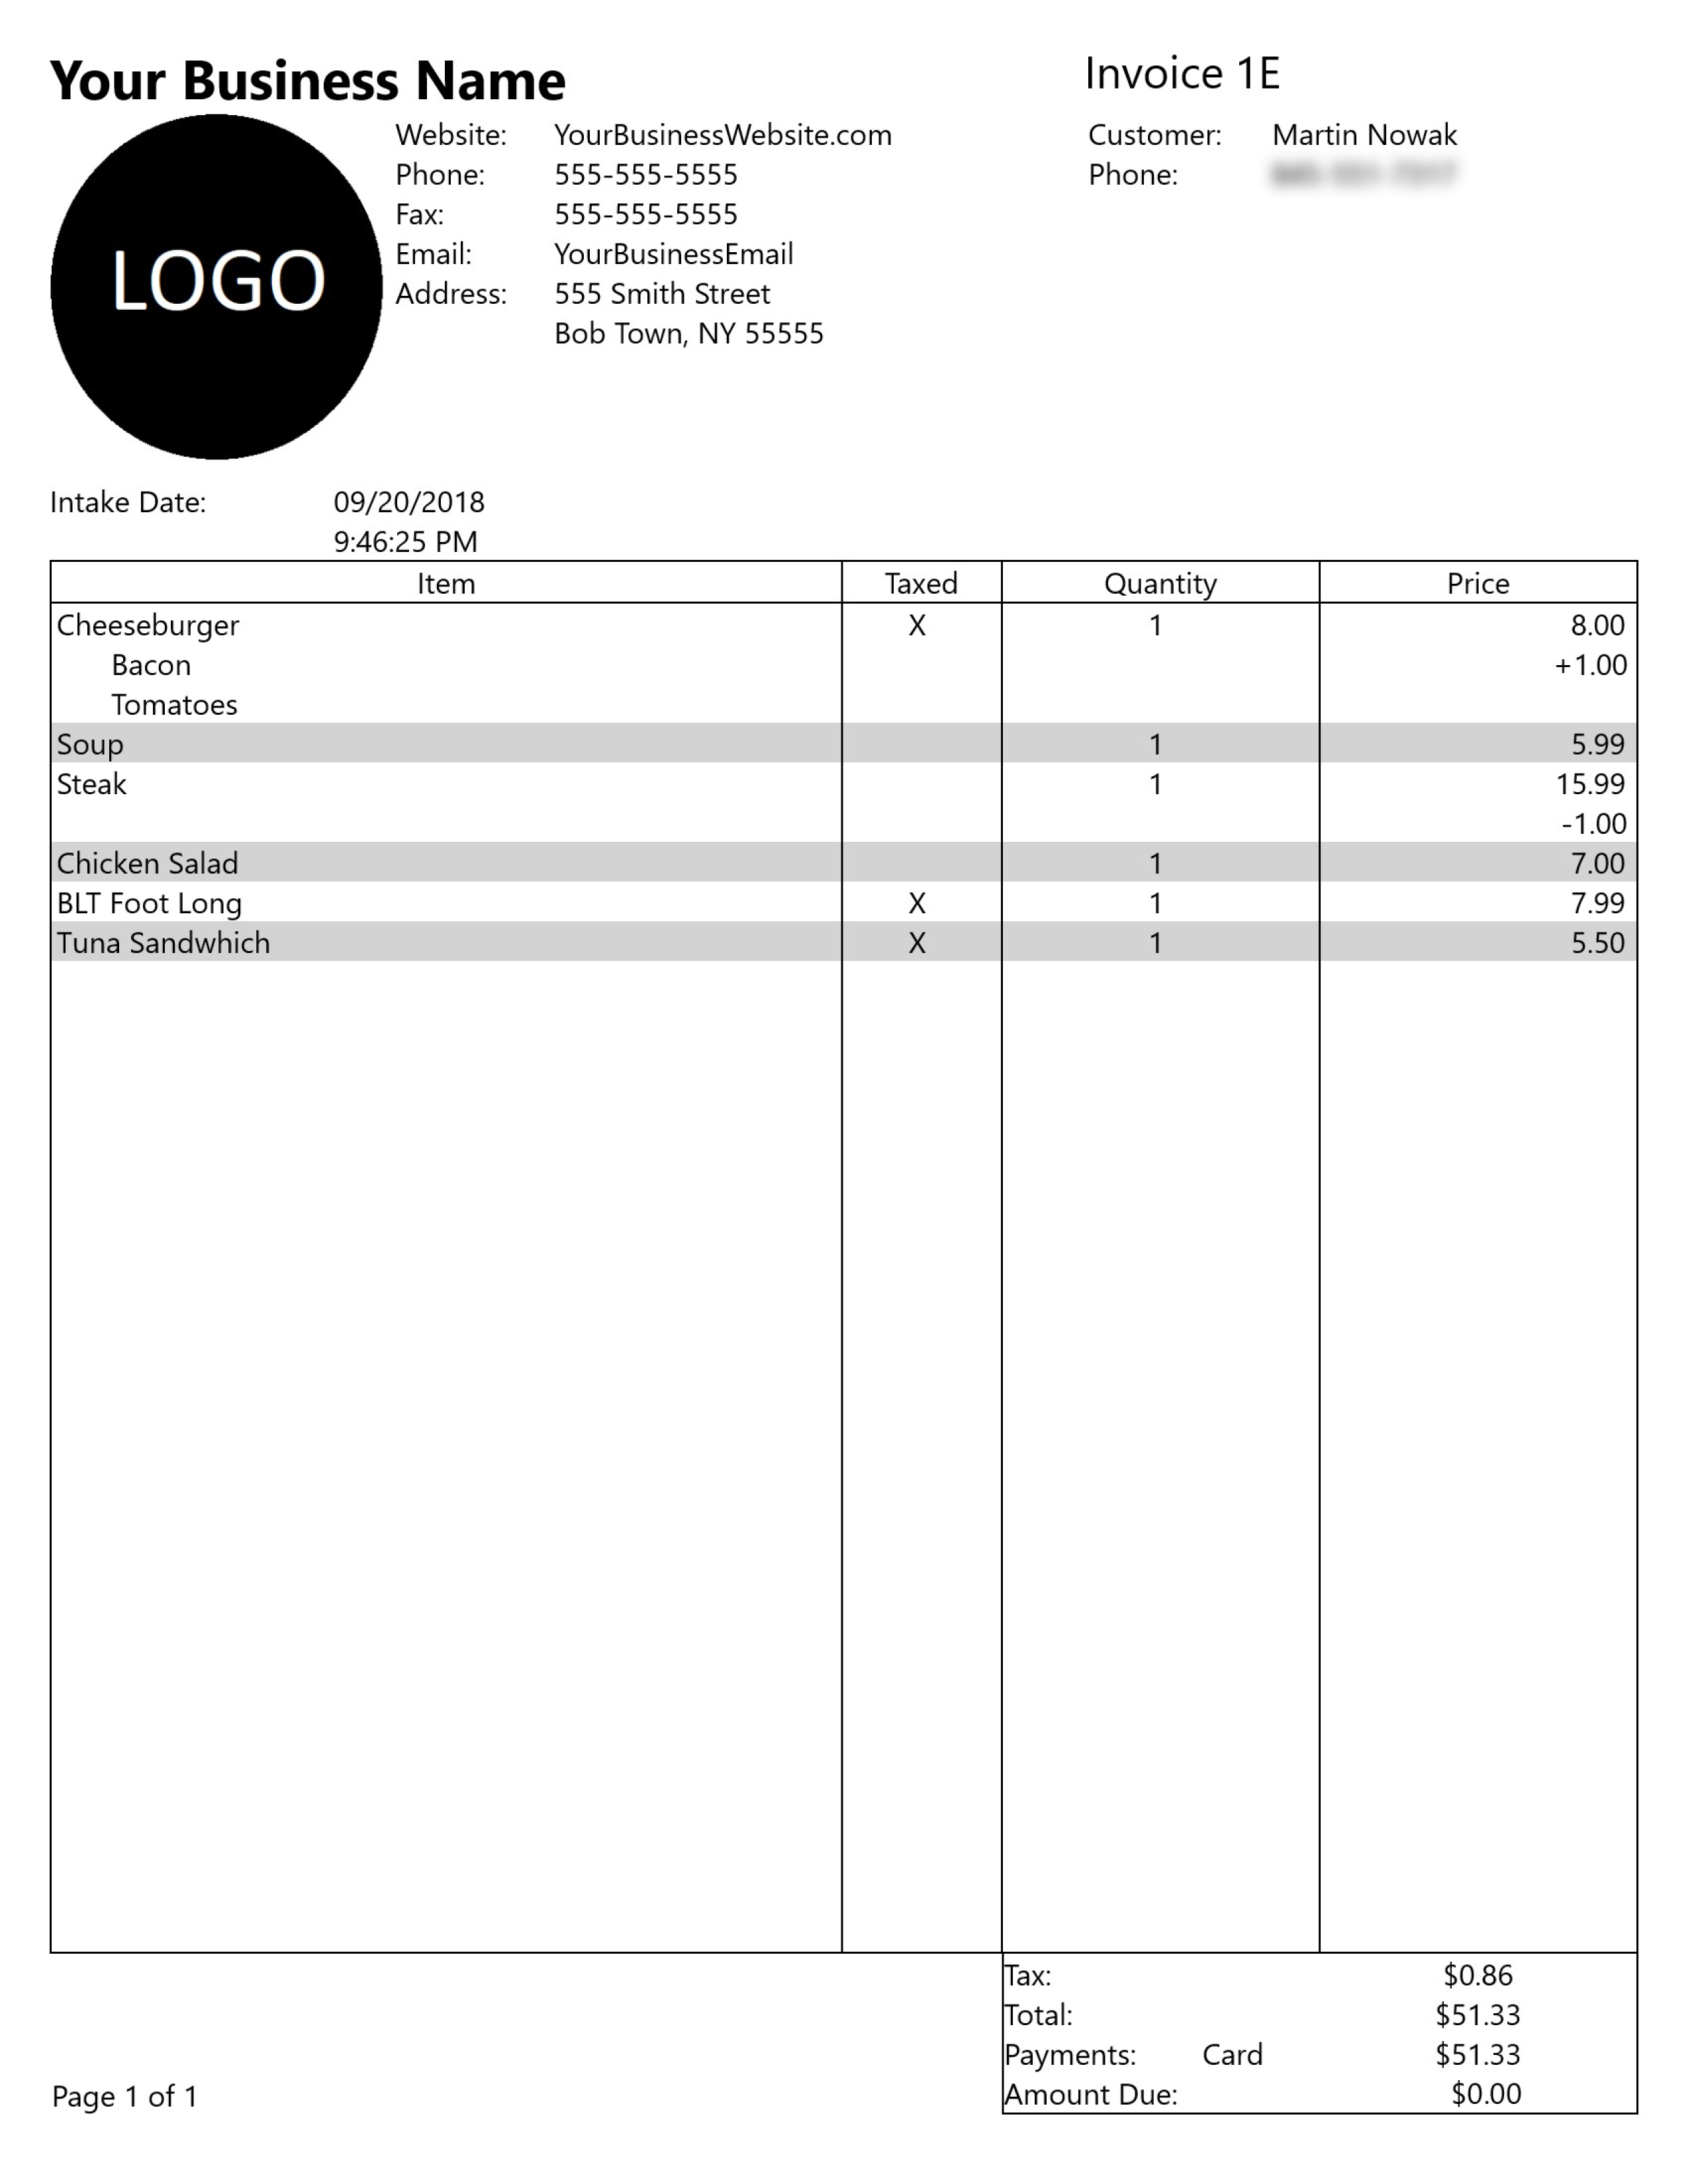 Your Business Name
Invoice 1E
LOGO
Website: YourBusinessWebsite.com
Phone: 555-555-5555
Fax: 555-555-5555
Email: YourBusinessEmail
Address: 555 Smith Street
Bob Town, NY 55555
Customer: Martin Nowak
Phone:
Intake Date: 09/20/2018
9:46:25 PM
Item Taxed Quantity Price
Cheeseburger X 1 8.00
Bacon +1.00
Tomatoes
Soup 1 5.99
Steak 1 15.99
-1.00
Chicken Salad 1 7.00
BLT Foot Long X 1 7.99
Tuna Sandwhich X 1 5.50
Tax: $0.86
Total: $51.33
Payments: Card $51.33
Amount Due: $0.00
Page 1 of 1